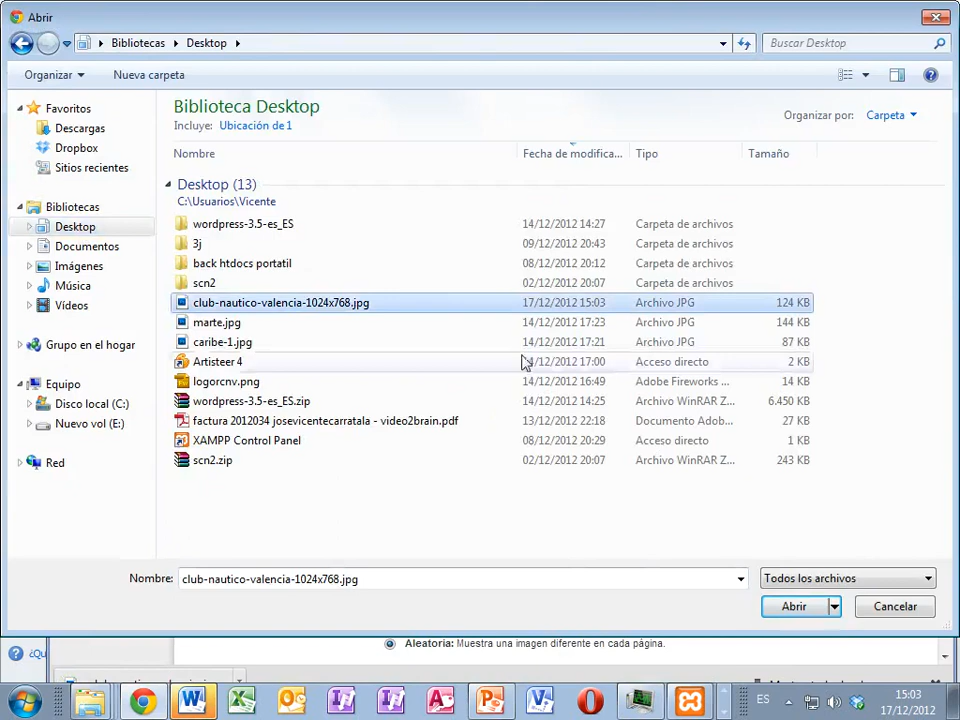 Abrir
Bibliotecas Desktop
Buscar Desktop
Organizar Nueva carpeta
Favoritos
Descargas
Dropbox
Sitios recientes
Bibliotecas
Desktop
Documentos
Imágenes
Música
Vídeos
Grupo en el hogar
Equipo
Disco local (C:)
Nuevo vol (E:)
Red
Biblioteca Desktop
Incluye: Ubicación de 1
Organizar por: Carpeta
Nombre Fecha de modifica... Tipo Tamaño
Desktop (13)
C:\Usuarios\Vicente
wordpress-3.5-es_ES 14/12/2012 14:27 Carpeta de archivos
3j 09/12/2012 20:43 Carpeta de archivos
back htdocs portatil 08/12/2012 20:12 Carpeta de archivos
scn2 02/12/2012 20:07 Carpeta de archivos
club-nautico-valencia-1024x768.jpg 17/12/2012 15:03 Archivo JPG 124 KB
marte.jpg 14/12/2012 17:23 Archivo JPG 144 KB
caribe-1.jpg 14/12/2012 17:21 Archivo JPG 87 KB
Artisteer 4 14/12/2012 17:00 Acceso directo 2 KB
logorcnv.png 14/12/2012 16:49 Adobe Fireworks ... 14 KB
wordpress-3.5-es_ES.zip 14/12/2012 14:25 Archivo WinRAR Z... 6.450 KB
factura 2012034 josevicentecarratala - video2brain.pdf 13/12/2012 22:18 Documento Adob... 27 KB
XAMPP Control Panel 08/12/2012 20:29 Acceso directo 1 KB
scn2.zip 02/12/2012 20:07 Archivo WinRAR Z... 243 KB
Nombre: club-nautico-valencia-1024x768.jpg Todos los archivos
Abrir Cancelar
Aleatoria: Muestra una imagen diferente en cada página.
¿Qu
ES
15:03
17/12/2012